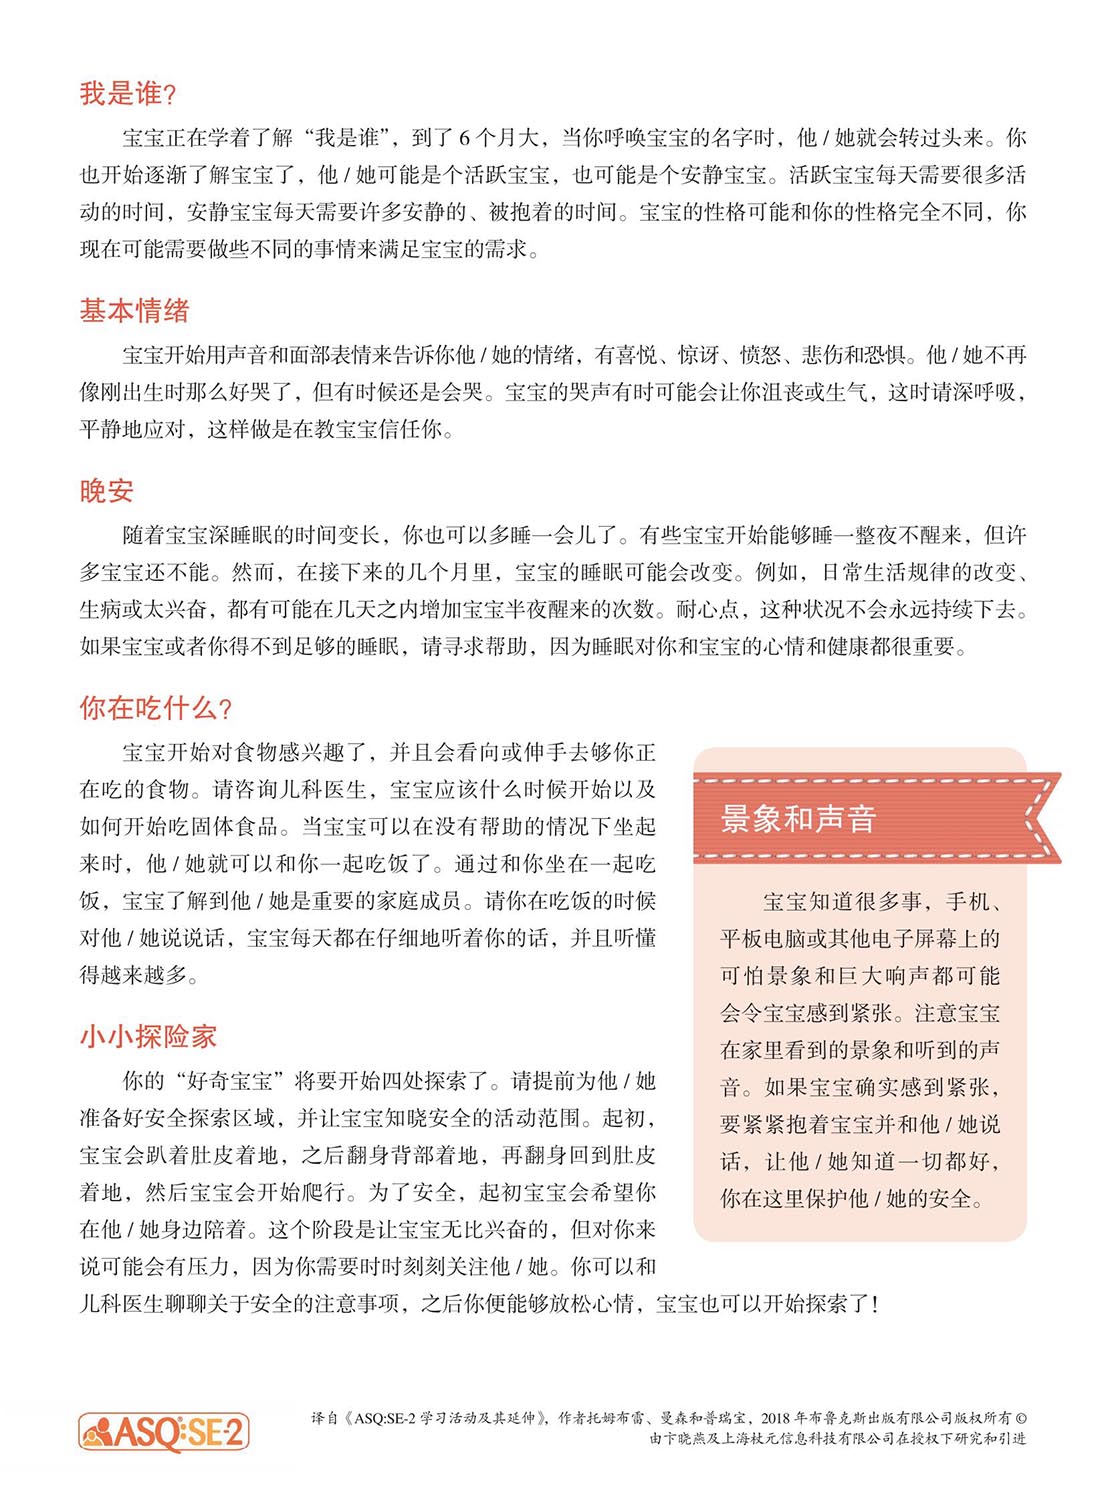 我是谁？
宝宝正在学着了解“我是谁”，到了 6 个月大，当你呼唤宝宝的名字时，他 / 她就会转过头来。你
也开始逐渐了解宝宝了，他 / 她可能是个活跃宝宝，也可能是个安静宝宝。活跃宝宝每天需要很多活
动的时间，安静宝宝每天需要许多安静的、被抱着的时间。宝宝的性格可能和你的性格完全不同，你
现在可能需要做些不同的事情来满足宝宝的需求。
基本情绪
宝宝开始用声音和面部表情来告诉你他 / 她的情绪，有喜悦、惊讶、愤怒、悲伤和恐惧。他 / 她不再
像刚出生时那么好哭了，但有时候还是会哭。宝宝的哭声有时可能会让你沮丧或生气，这时请深呼吸，
平静地应对，这样做是在教宝宝信任你。
晚安
随着宝宝深睡眠的时间变长，你也可以多睡一会儿了。有些宝宝开始能够睡一整夜不醒来，但许
多宝宝还不能。然而，在接下来的几个月里，宝宝的睡眠可能会改变。例如，日常生活规律的改变、
生病或太兴奋，都有可能在几天之内增加宝宝半夜醒来的次数。耐心点，这种状况不会永远持续下去。
如果宝宝或者你得不到足够的睡眠，请寻求帮助，因为睡眠对你和宝宝的心情和健康都很重要。
你在吃什么？
宝宝开始对食物感兴趣了，并且会看向或伸手去够你正
在吃的食物。请咨询儿科医生，宝宝应该什么时候开始以及
如何开始吃固体食品。当宝宝可以在没有帮助的情况下坐起
来时，他 / 她就可以和你一起吃饭了。通过和你坐在一起吃
饭，宝宝了解到他 / 她是重要的家庭成员。请你在吃饭的时候
对他 / 她说说话，宝宝每天都在仔细地听着你的话，并且听懂
得越来越多。
小小探险家
你的“好奇宝宝”将要开始四处探索了。请提前为他 / 她
准备好安全探索区域，并让宝宝知晓安全的活动范围。起初，
宝宝会趴着肚皮着地，之后翻身背部着地，再翻身回到肚皮
着地，然后宝宝会开始爬行。为了安全，起初宝宝会希望你
在他 / 她身边陪着。这个阶段是让宝宝无比兴奋的，但对你来
说可能会有压力，因为你需要时时刻刻关注他 / 她。你可以和
儿科医生聊聊关于安全的注意事项，之后你便能够放松心情，宝宝也可以开始探索了！
景象和声音
宝宝知道很多事，手机、
平板电脑或其他电子屏幕上的
可怕景象和巨大响声都可能
会令宝宝感到紧张。注意宝宝
在家里看到的景象和听到的声
音。如果宝宝确实感到紧张，
要紧紧抱着宝宝并和他 / 她说
话，让他 / 她知道一切都好，
你在这里保护他 / 她的安全。
ASQ:SE-2
译自《ASQ:SE-2 学习活动及其延伸》，作者托姆布雷、曼森和普瑞宝，2018 年布鲁克斯出版有限公司版权所有 ©
由卞晓燕及上海杖元信息科技有限公司在授权下研究和引进